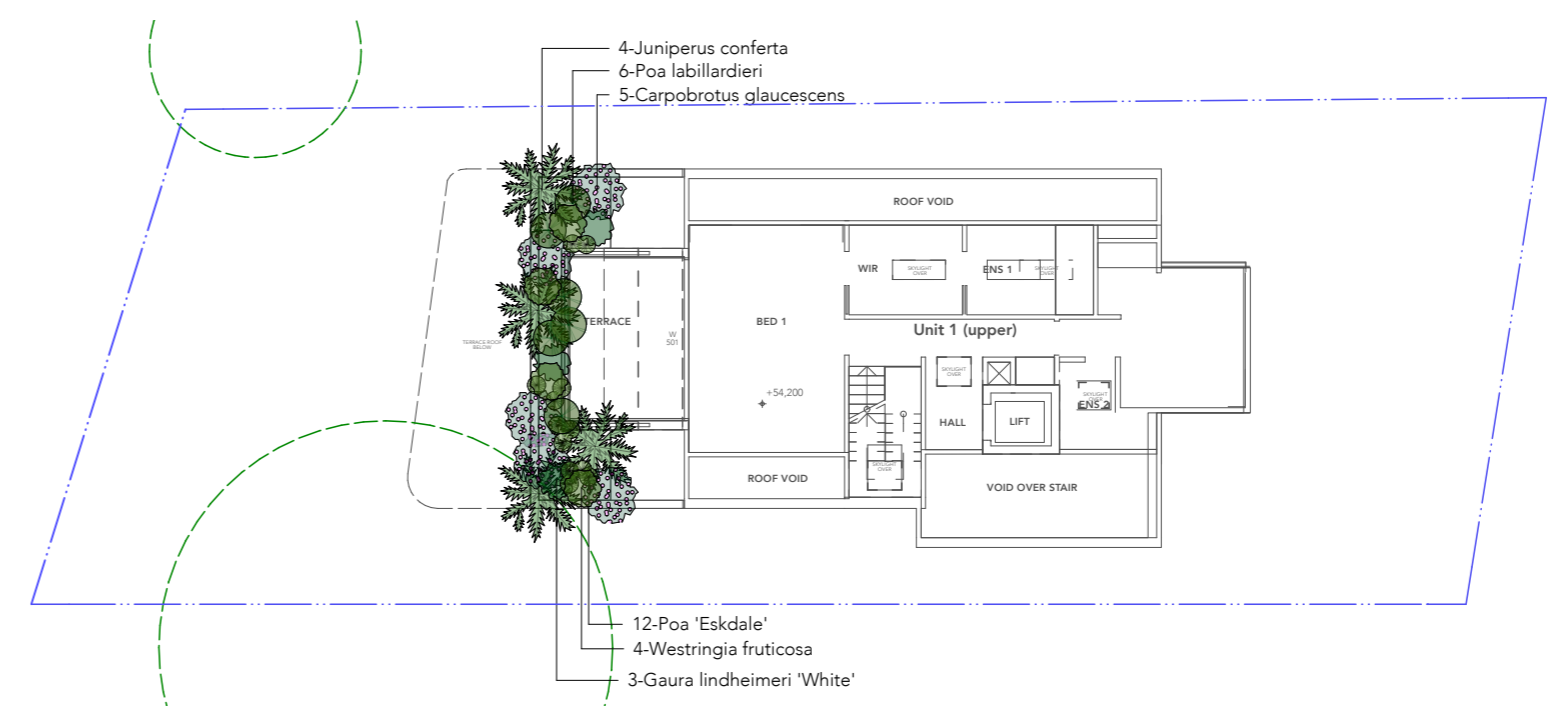 4-Juniperus conferta
6-Poa labillardieri
5-Carpobrotus glaucescens
ROOF VOID
WIR
SKYLIGHT
OVER
ENS 1
SKYLIGHT
OVER
TERRACE
W
501
BED 1
Unit 1 (upper)
TERRACE ROOF
BELOW
SKYLIGHT
OVER
+54,200
SKYLIGHT
OVER
ENS 2
HALL
LIFT
SKYLIGHT
OVER
ROOF VOID
VOID OVER STAIR
12-Poa 'Eskdale'
4-Westringia fruticosa
3-Gaura lindheimeri 'White'